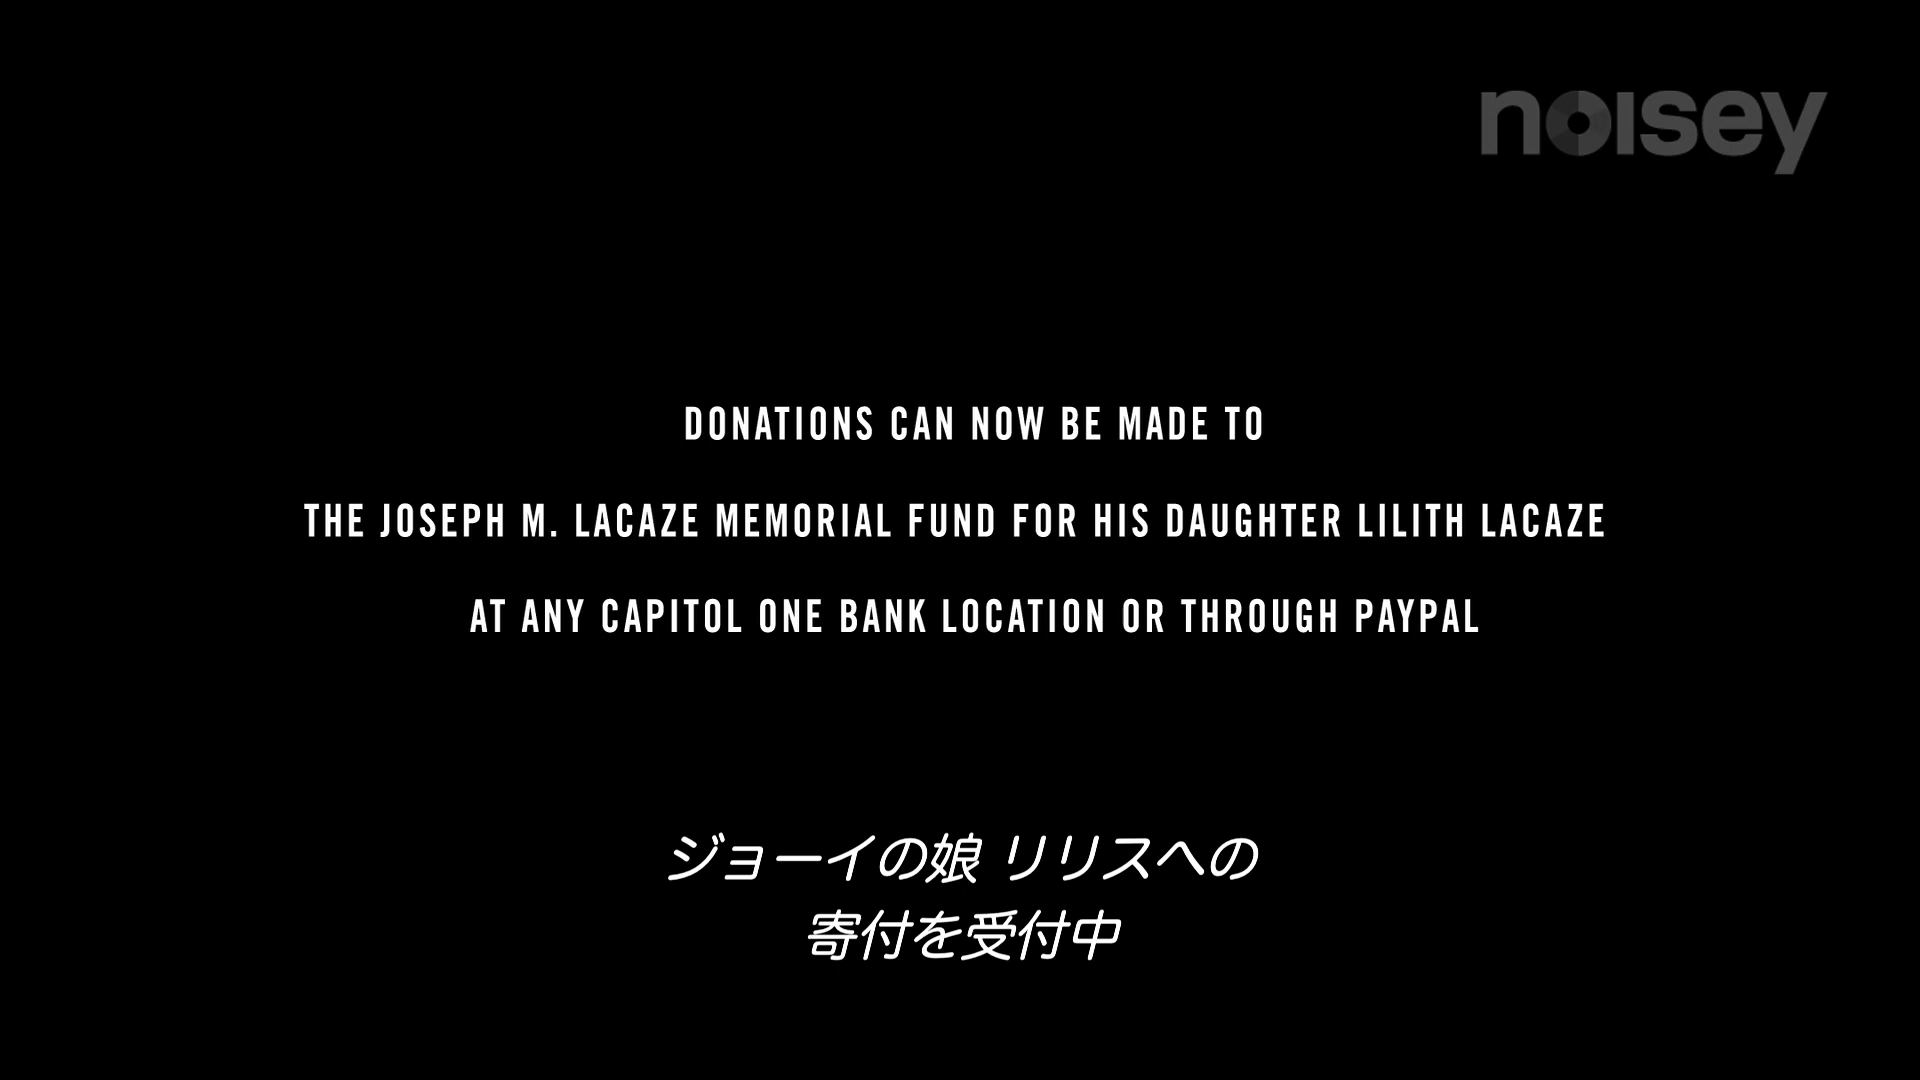 noisey
DONATIONS CAN NOW BE MADE TO
THE JOSEPH M. LACAZE MEMORIAL FUND FOR HIS DAUGHTER LILITH LACAZE
AT ANY CAPITOL ONE BANK LOCATION OR THROUGH PAYPAL
ジョーイの娘 リリスへの
寄付を受付中